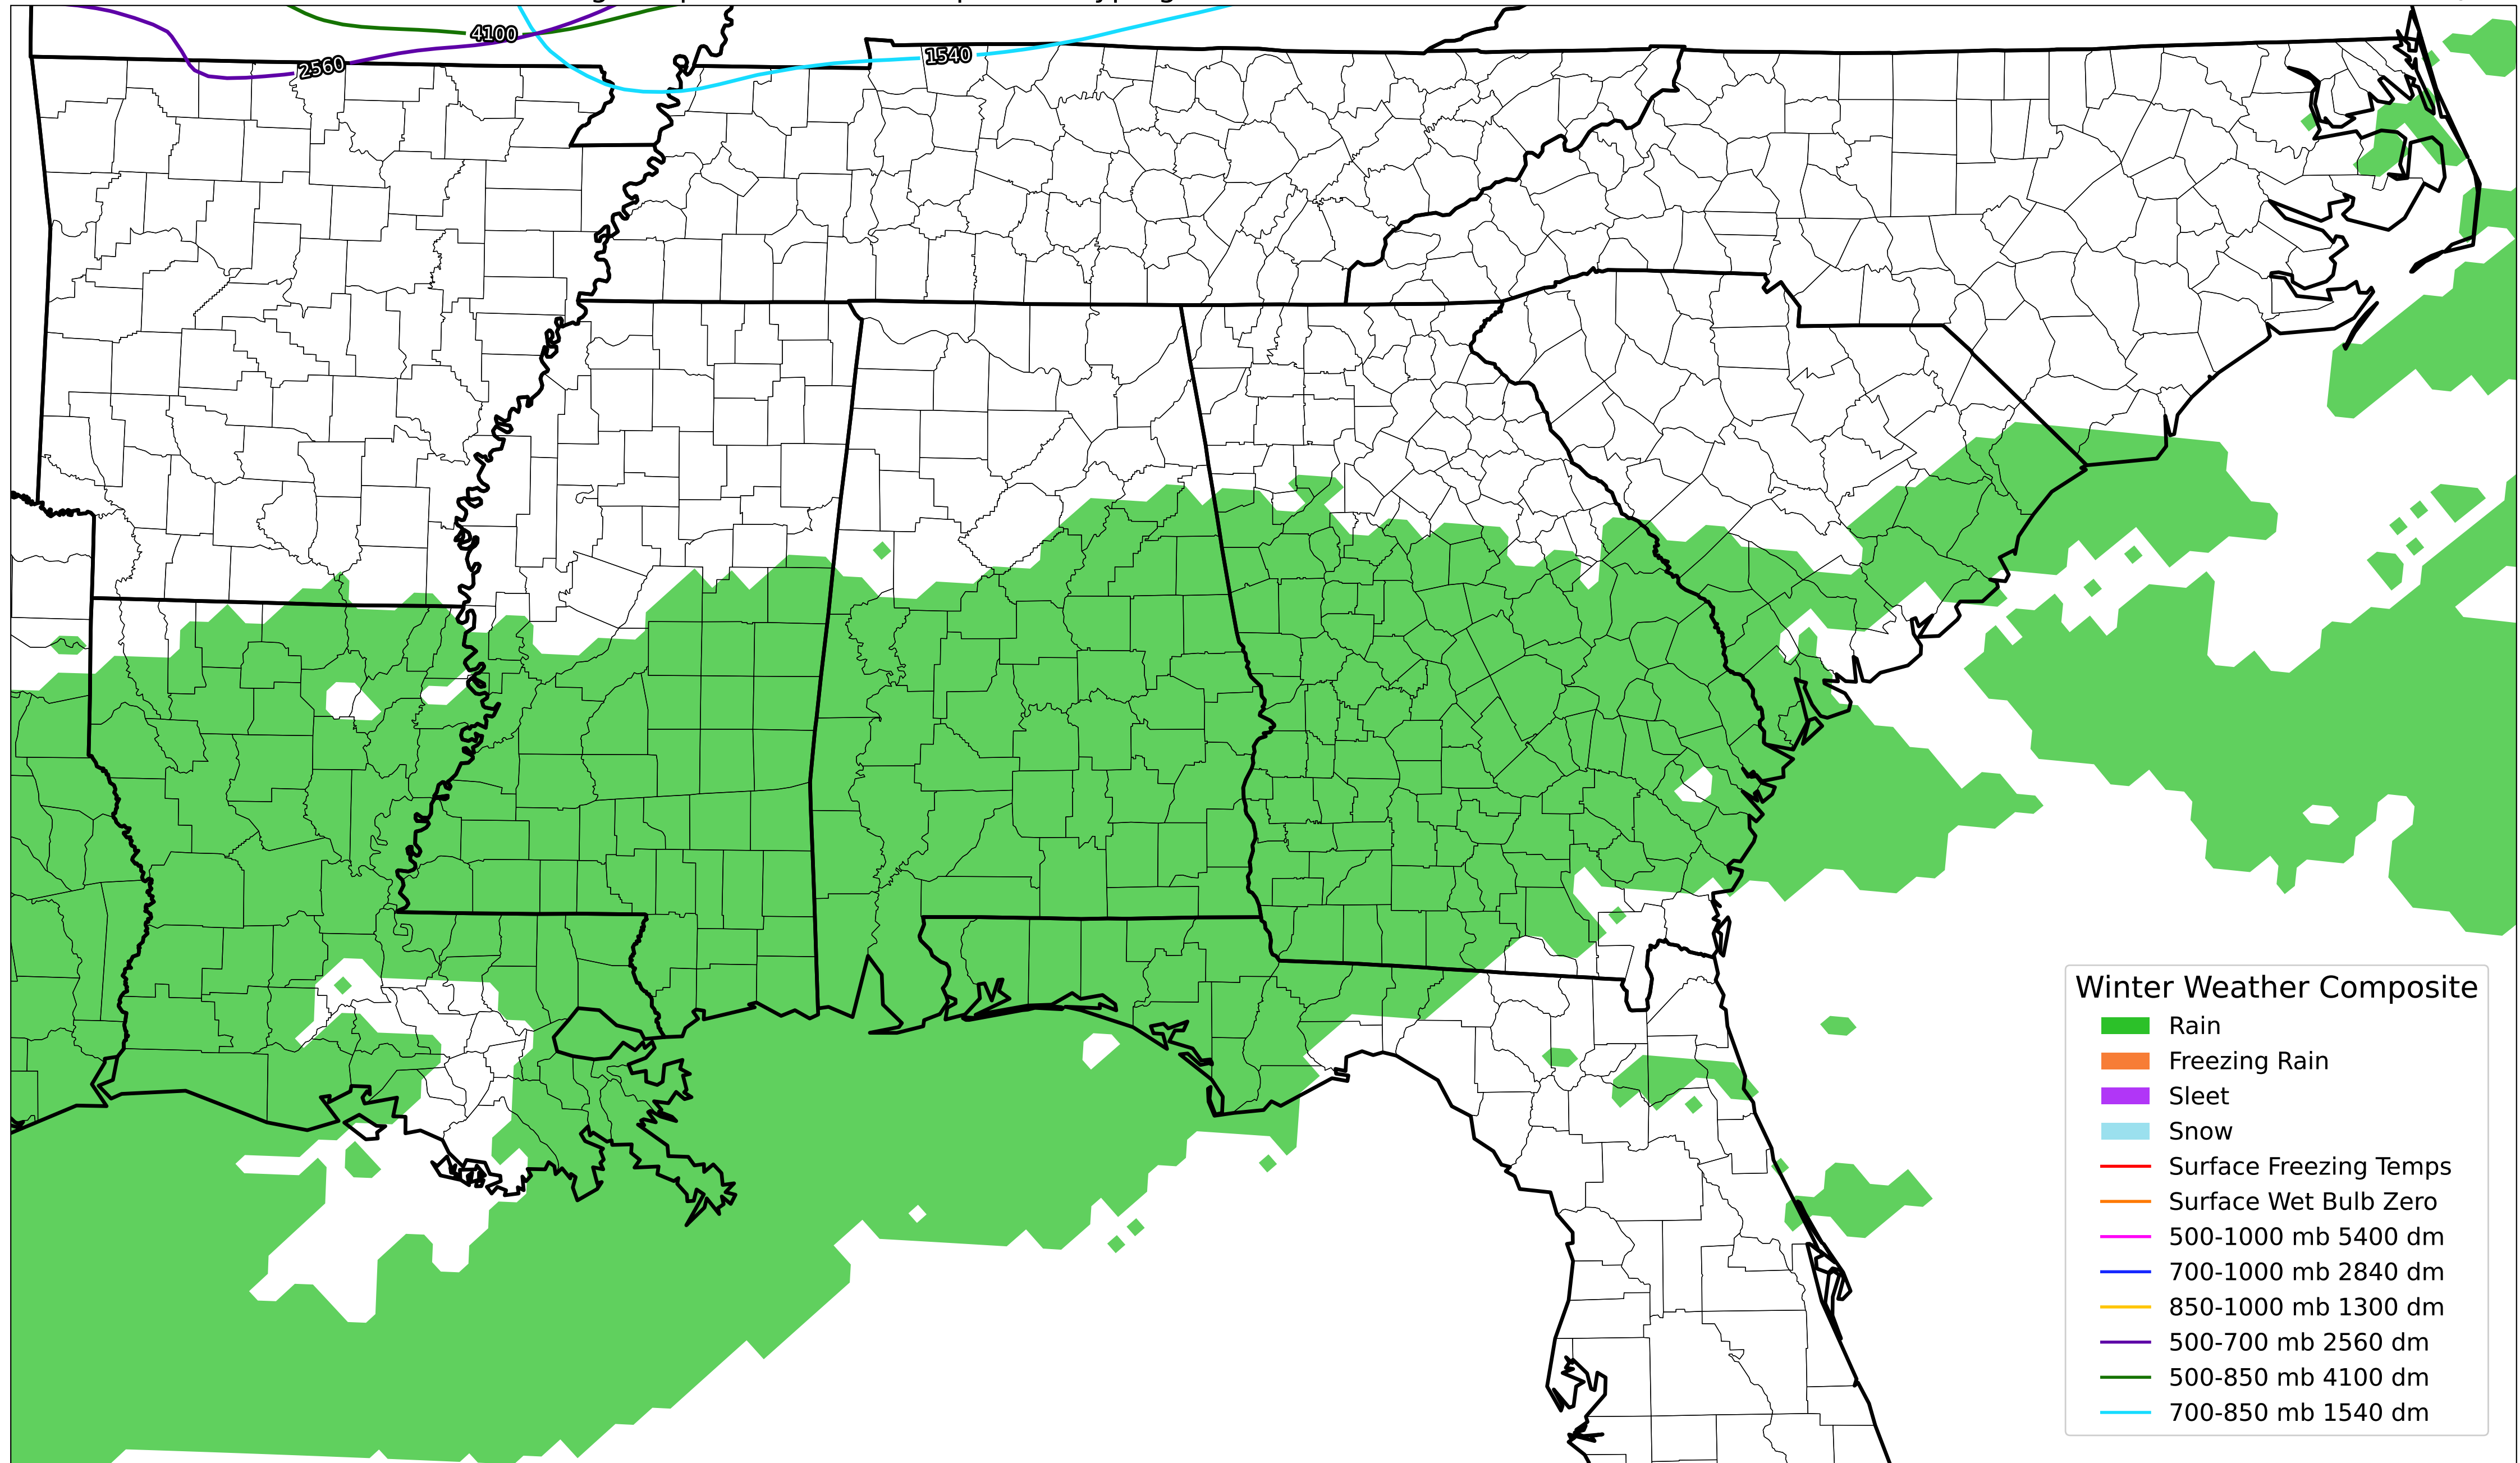 4100
2560
1540
Winter Weather Composite
Rain
Freezing Rain
Sleet
Snow
Surface Freezing Temps
Surface Wet Bulb Zero
500-1000 mb 5400 dm
700-1000 mb 2840 dm
850-1000 mb 1300 dm
500-700 mb 2560 dm
500-850 mb 4100 dm
700-850 mb 1540 dm